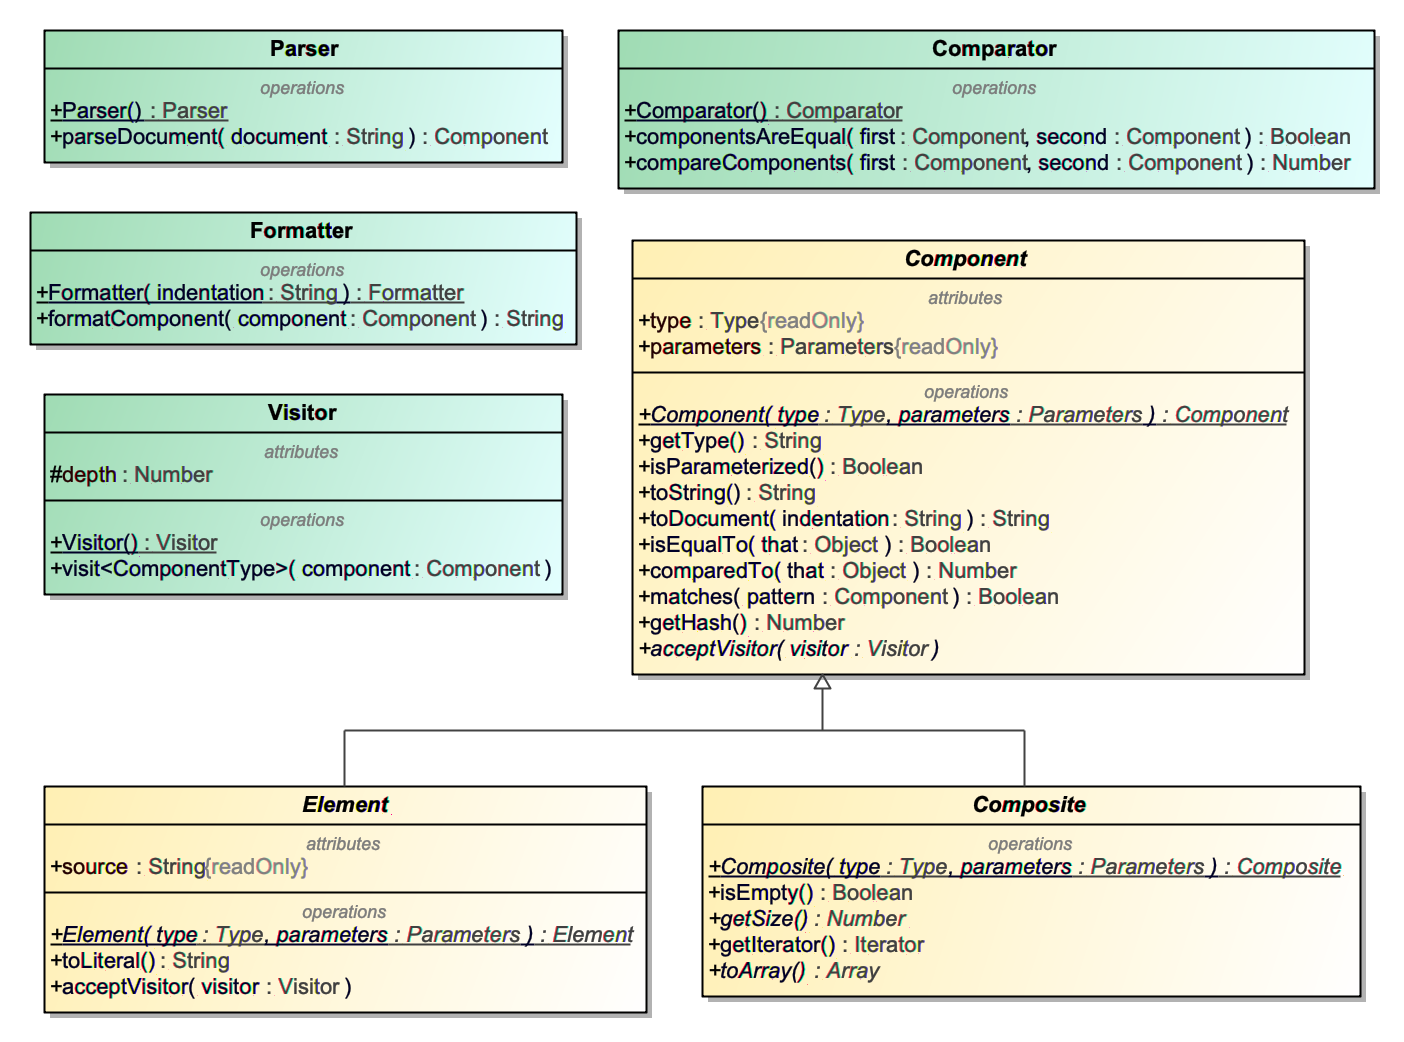 Parser
operations
+Parser() : Parser
+parseDocument( document : String ) : Component
Comparator
operations
+Comparator() : Comparator
+componentsAreEqual( first : Component, second : Component ) : Boolean
+compareComponents( first : Component, second : Component ) : Number
Formatter
operations
+Formatter( indentation : String ) : Formatter
+formatComponent( component : Component ) : String
Component
attributes
+type : Type{readOnly}
+parameters : Parameters{readOnly}
operations
+Component( type : Type, parameters : Parameters ) : Component
+getType() : String
+isParameterized() : Boolean
+toString() : String
+toDocument( indentation : String ) : String
+isEqualTo( that : Object ) : Boolean
+comparedTo( that : Object ) : Number
+matches( pattern : Component ) : Boolean
+getHash() : Number
+acceptVisitor( visitor : Visitor )
Visitor
attributes
#depth : Number
operations
+Visitor() : Visitor
+visit<ComponentType>( component : Component )
Element
attributes
+source : String{readOnly}
operations
+Element( type : Type, parameters : Parameters ) : Element
+toLiteral() : String
+acceptVisitor( visitor : Visitor )
Composite
operations
+Composite( type : Type, parameters : Parameters ) : Composite
+isEmpty() : Boolean
+getSize() : Number
+getIterator() : Iterator
+toArray() : Array